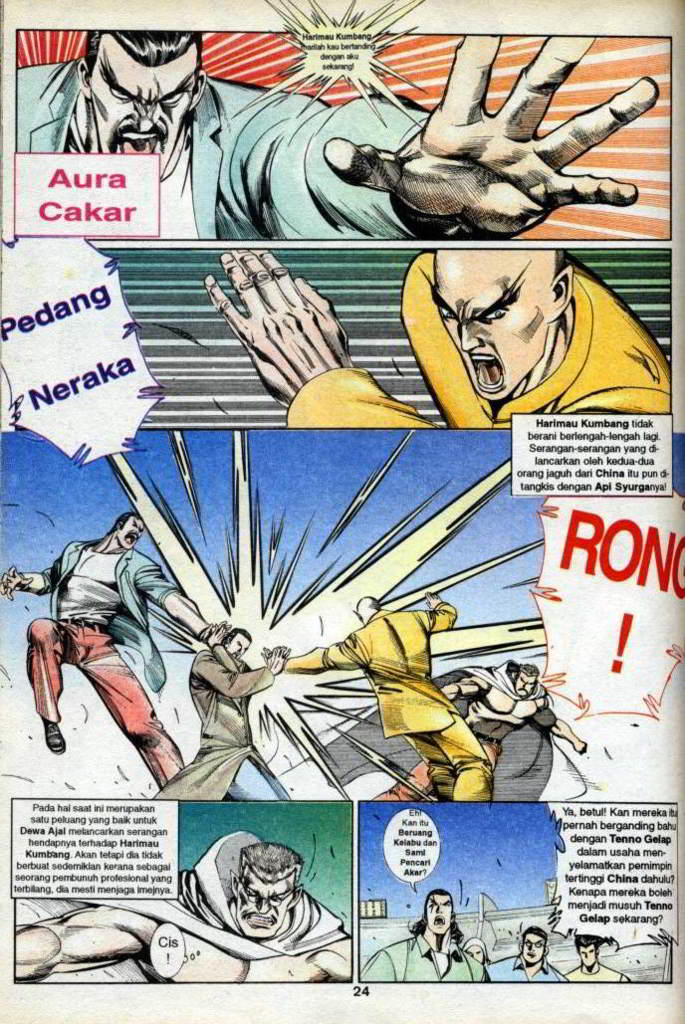 Harimau Kumbang,
marilah kau bertanding
dengan aku
sekarang!
Aura
Cakar
Pedang
Neraka
Harimau Kumbang tidak
berani berlengah-lengah lagi.
Serangan-serangan yang di-
lancarkan oleh kedua-dua
orang jaguh dari China itu pun di-
tangkis dengan Api Syurganya!
RONG
!
Pada hal saat ini merupakan
satu peluang yang baik untuk
Dewa Ajal melancarkan serangan
hendapnya terhadap Harimau
Kumbang. Akan tetapi dia tidak
berbuat sedemikian kerana sebagai
seorang pembunuh profesional yang
terbilang, dia mesti menjaga imejnya.
Cis
!
Eh!
Kan itu
Beruang
Kelabu dan
Sami
Pencari
Akar?
Ya, betul! Kan mereka itu
pernah berganding bahu
dengan Tenno Gelap
dalam usaha men-
yelamatkan pemimpin
tertinggi China dahulu?
Kenapa mereka boleh
menjadi musuh Tenno
Gelap sekarang?
24